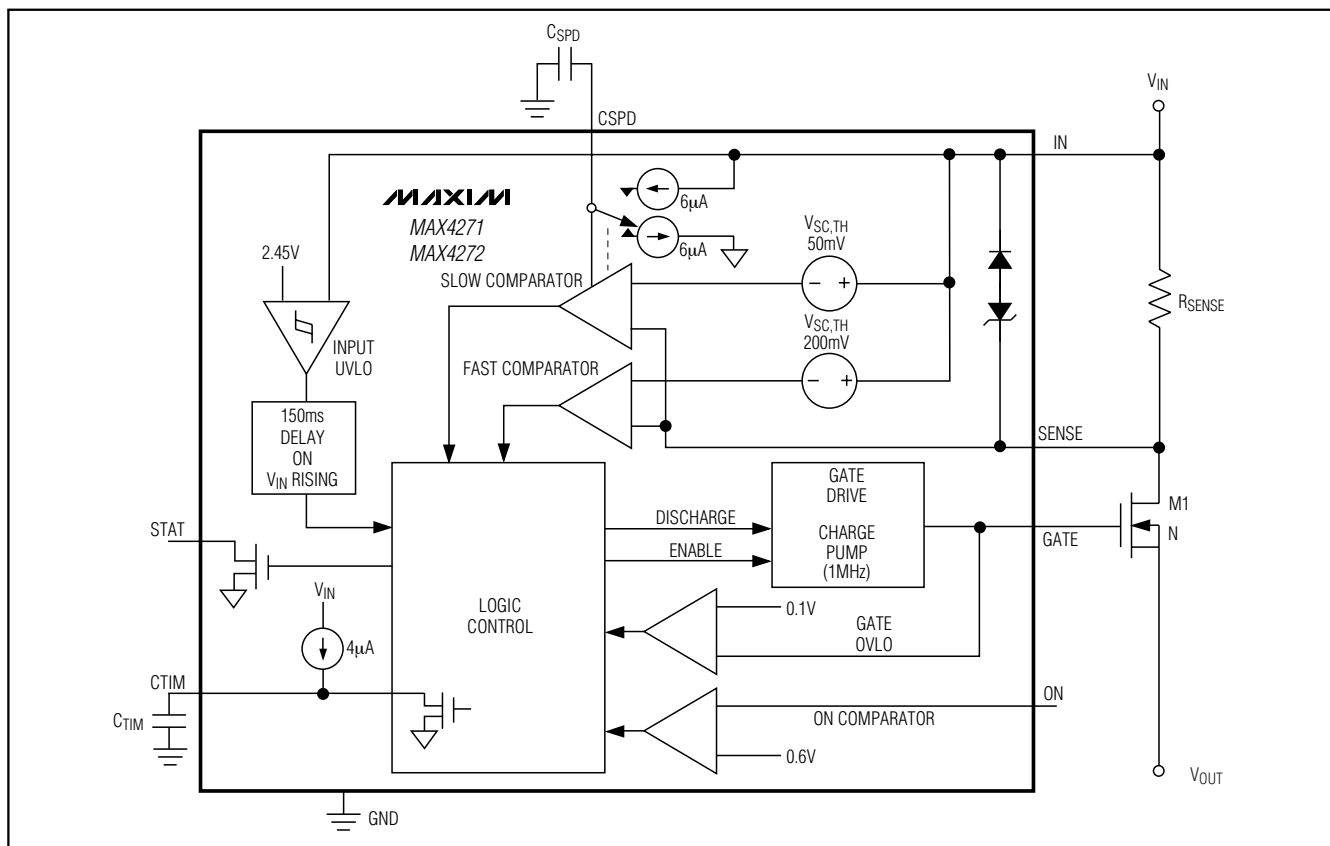 CSPD
VIN
CSPD
IN
MAXIM
MAX4271
MAX4272
6μA
6μA
VSC,TH
50mV
2.45V
SLOW COMPARATOR
RSENSE
VSC,TH
200mV
INPUT
UVLO
FAST COMPARATOR
150ms
DELAY
ON
VIN RISING
SENSE
GATE
DRIVE
CHARGE
PUMP
(1MHz)
M1
N
STAT
DISCHARGE
ENABLE
GATE
VIN
LOGIC
CONTROL
0.1V
GATE
OVLO
4μA
CTIM
CTIM
ON
ON COMPARATOR
0.6V
VOUT
GND